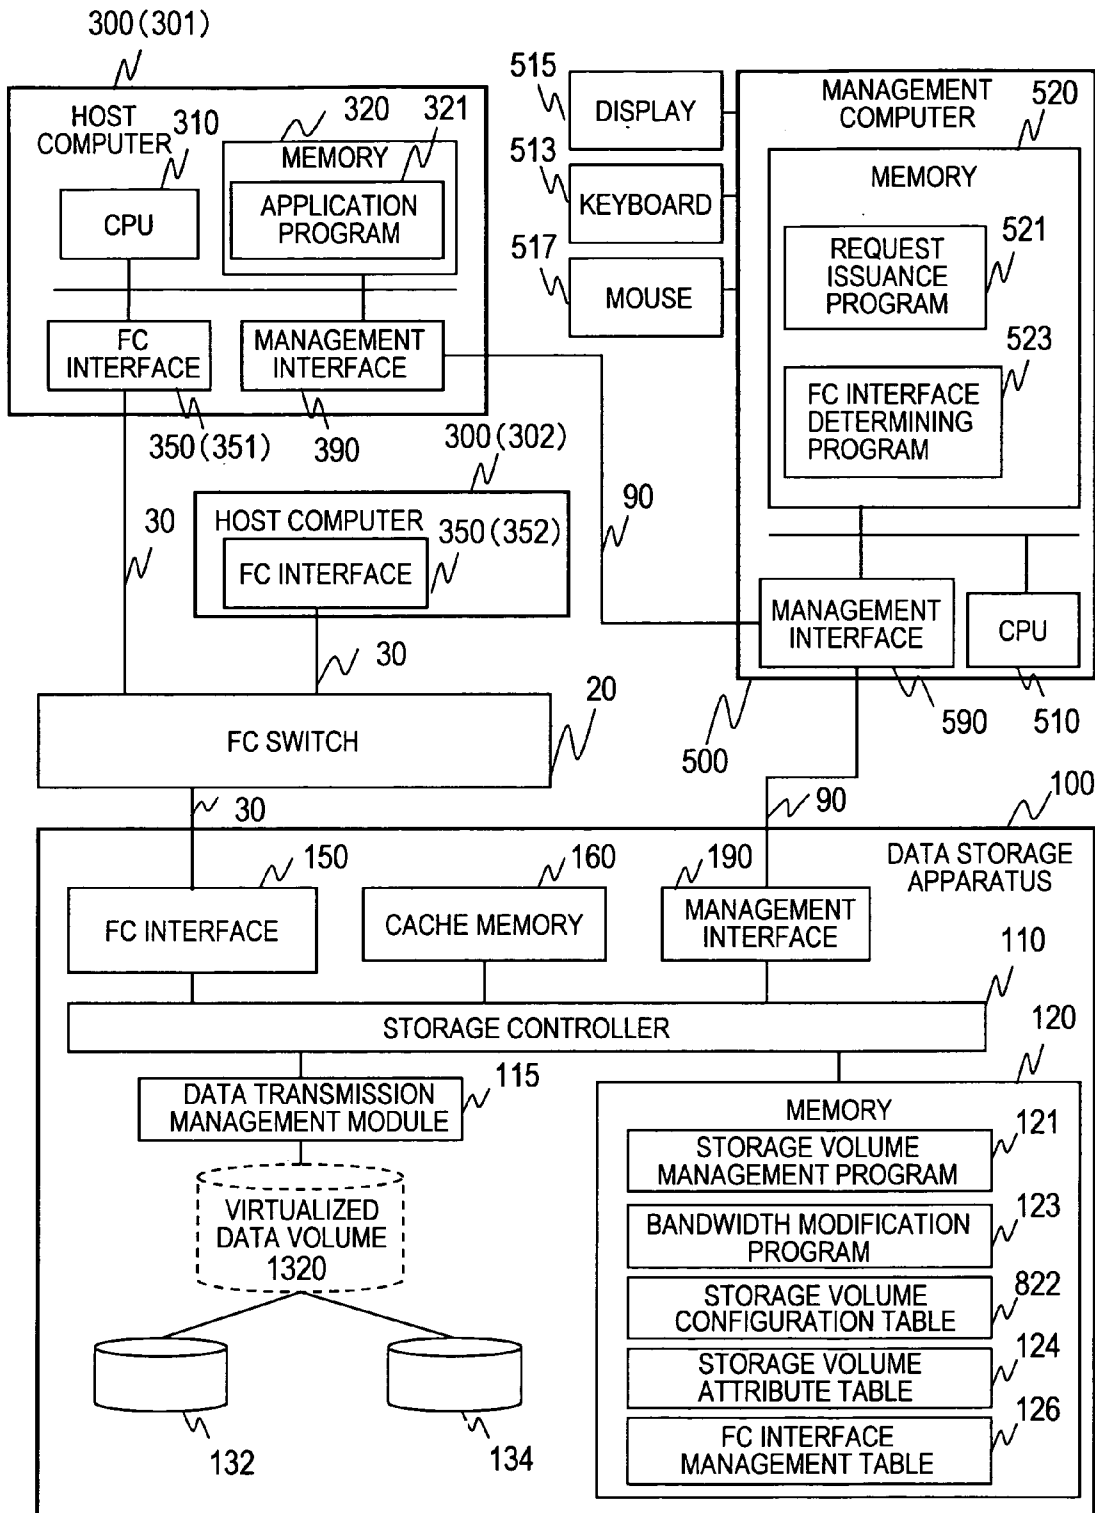 300(301)
HOST
COMPUTER
310
320
321
MEMORY
CPU
APPLICATION
PROGRAM
FC
INTERFACE
MANAGEMENT
INTERFACE
350(351)
390
515
DISPLAY
513
KEYBOARD
517
MOUSE
MANAGEMENT
COMPUTER
520
MEMORY
521
REQUEST
ISSUANCE
PROGRAM
523
FC INTERFACE
DETERMINING
PROGRAM
300(302)
HOST COMPUTER
350(352)
FC INTERFACE
30
90
30
MANAGEMENT
INTERFACE
CPU
590
510
500
20
FC SWITCH
30
90
100
DATA STORAGE
APPARATUS
150
160
190
FC INTERFACE
CACHE MEMORY
MANAGEMENT
INTERFACE
110
STORAGE CONTROLLER
120
115
DATA TRANSMISSION
MANAGEMENT MODULE
MEMORY
121
STORAGE VOLUME
MANAGEMENT PROGRAM
VIRTUALIZED
DATA VOLUME
1320
123
BANDWIDTH MODIFICATION
PROGRAM
822
STORAGE VOLUME
CONFIGURATION TABLE
124
STORAGE VOLUME
ATTRIBUTE TABLE
126
FC INTERFACE
MANAGEMENT TABLE
132
134